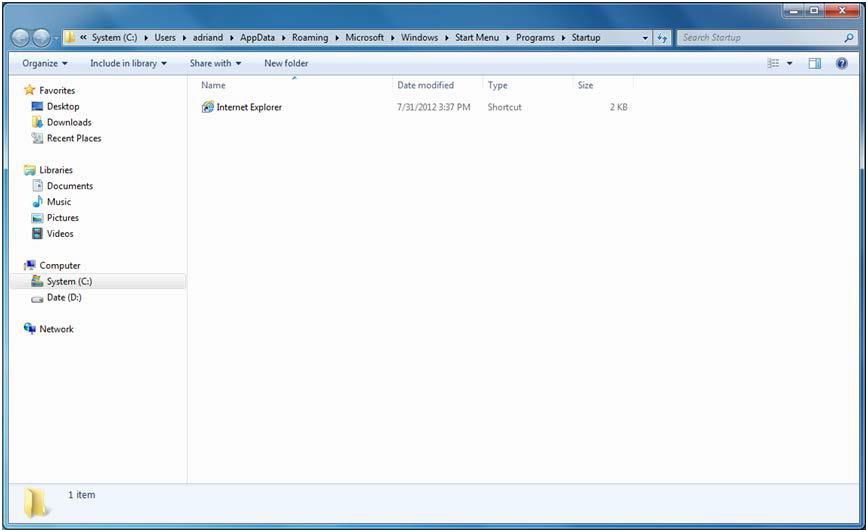 « System (C:) ▸ Users ▸ adriand ▸ AppData ▸ Roaming ▸ Microsoft ▸ Windows ▸ Start Menu ▸ Programs ▸ Startup
Search Startup
Organize Include in library Share with New folder
Name Date modified Type Size
Internet Explorer 7/31/2012 3:37 PM Shortcut 2 KB
Favorites
Desktop
Downloads
Recent Places
Libraries
Documents
Music
Pictures
Videos
Computer
System (C:)
Date (D:)
Network
1 item